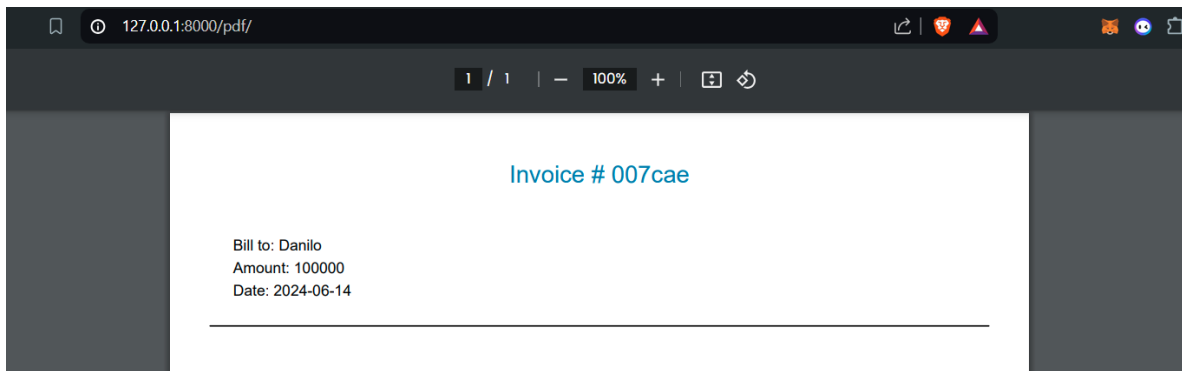 127.0.0.1:8000/pdf/
1 / 1 | − 100% + |
Invoice # 007cae
Bill to: Danilo
Amount: 100000
Date: 2024-06-14